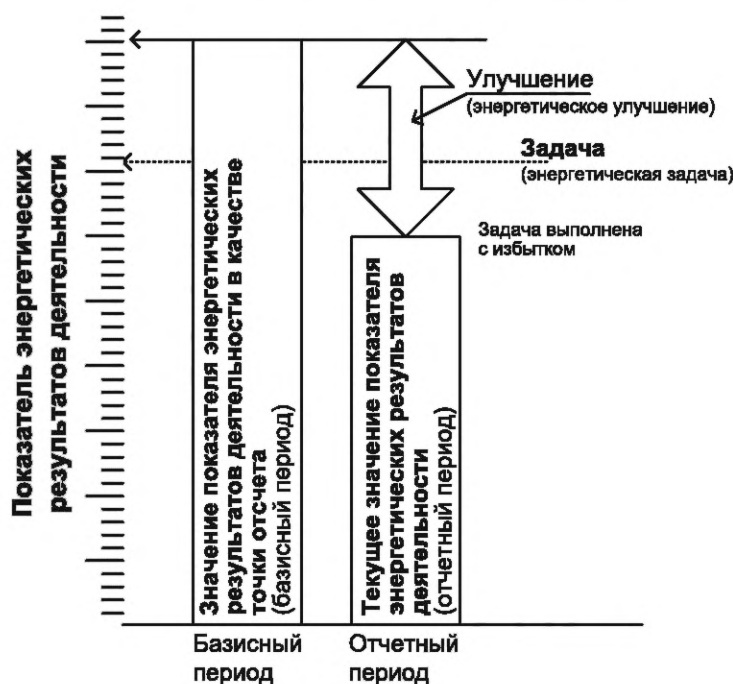 Показатель энергетических
результатов деятельности
Значение показателя энергетических
результатов деятельности в качестве
точки отсчета
(базисный период)
Текущее значение показателя
энергетических результатов
деятельности
(отчетный период)
Улучшение
(энергетическое улучшение)
Задача
(энергетическая задача)
Задача выполнена
с избытком
Базисный
период
Отчетный
период